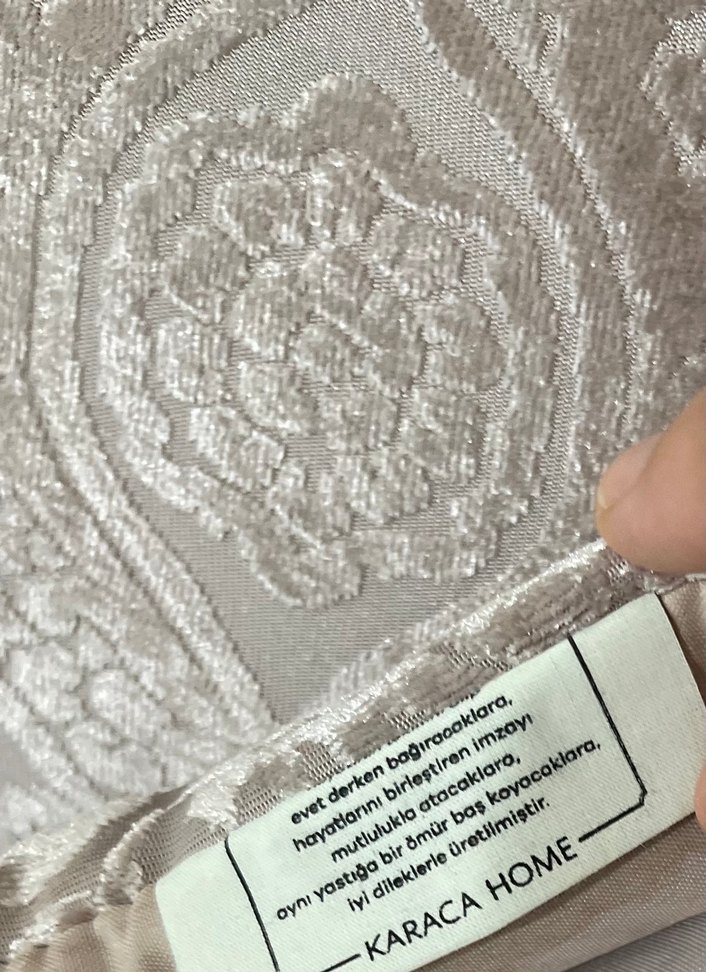 evet derken bağıracaklara,
hayatlarını birleştiren imzayı
mutlulukla atacaklara,
aynı yastığa bir ömür baş koyacaklara,
iyi dileklerle üretilmiştir.
KARACA HOME